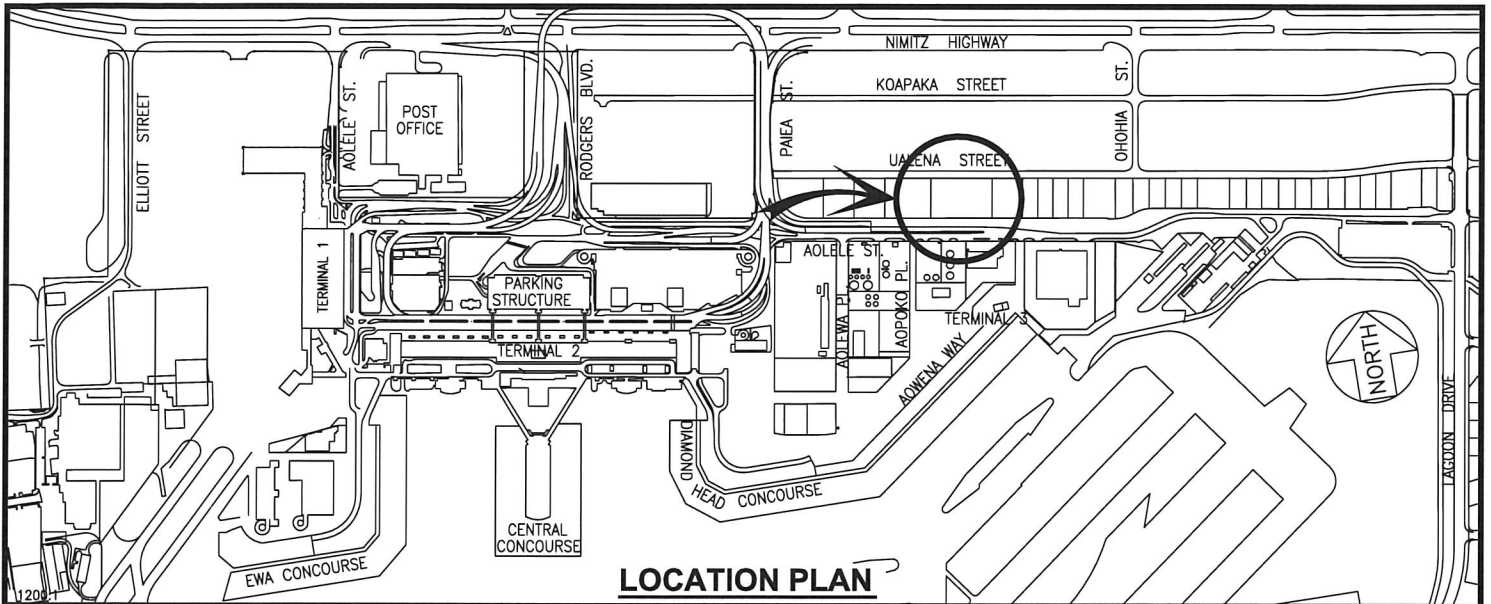 NIMITZ HIGHWAY
KOAPAKA STREET
UALENA STREET
OHOHIA ST.
PAIEA ST.
RODGERS BLVD.
AOLELE ST.
POST
OFFICE
ELLIOTT STREET
TERMINAL 1
PARKING
STRUCTURE
TERMINAL 2
AOLELE ST.
AOLEWA PL.
AOPOKO PL.
TERMINAL 3
AOWENA WAY
NORTH
LAGOON DRIVE
DIAMOND
HEAD CONCOURSE
CENTRAL
CONCOURSE
EWA CONCOURSE
LOCATION PLAN